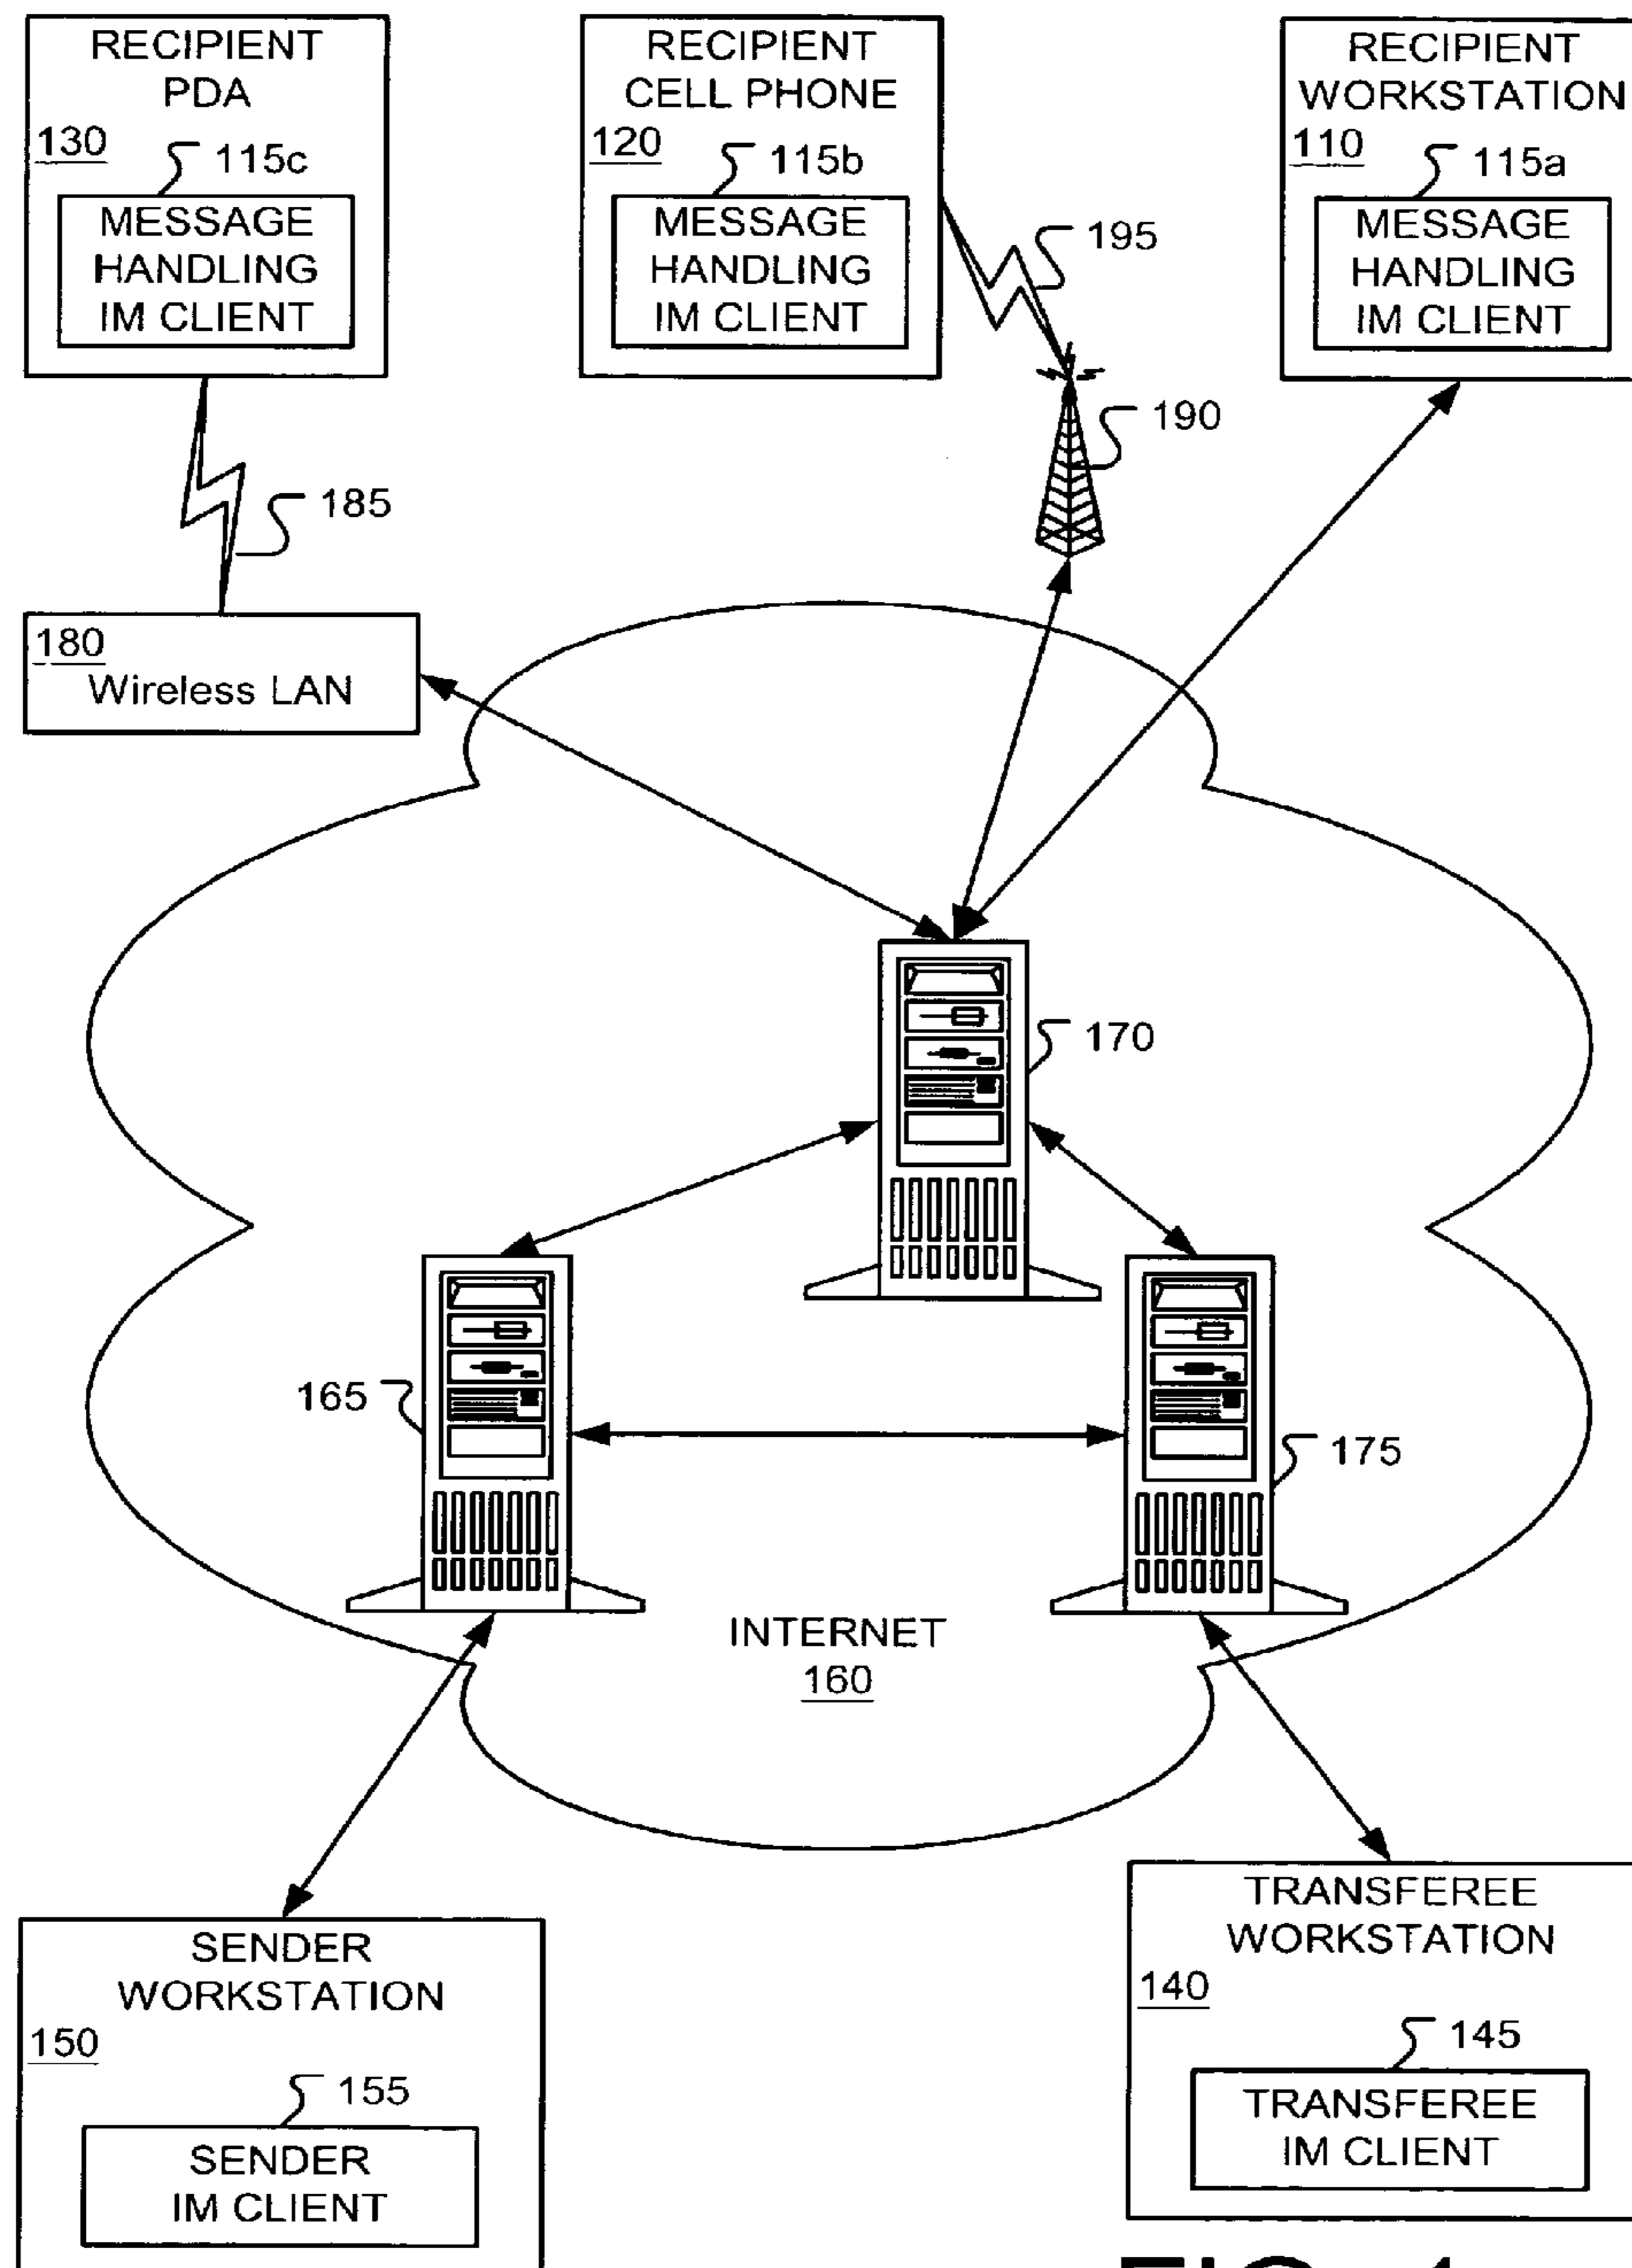 RECIPIENT
PDA
130
115c
MESSAGE
HANDLING
IM CLIENT
RECIPIENT
CELL PHONE
120
115b
MESSAGE
HANDLING
IM CLIENT
RECIPIENT
WORKSTATION
110
115a
MESSAGE
HANDLING
IM CLIENT
195
190
185
180
Wireless LAN
170
165
175
INTERNET
160
SENDER
WORKSTATION
150
155
SENDER
IM CLIENT
TRANSFEREE
WORKSTATION
140
145
TRANSFEREE
IM CLIENT